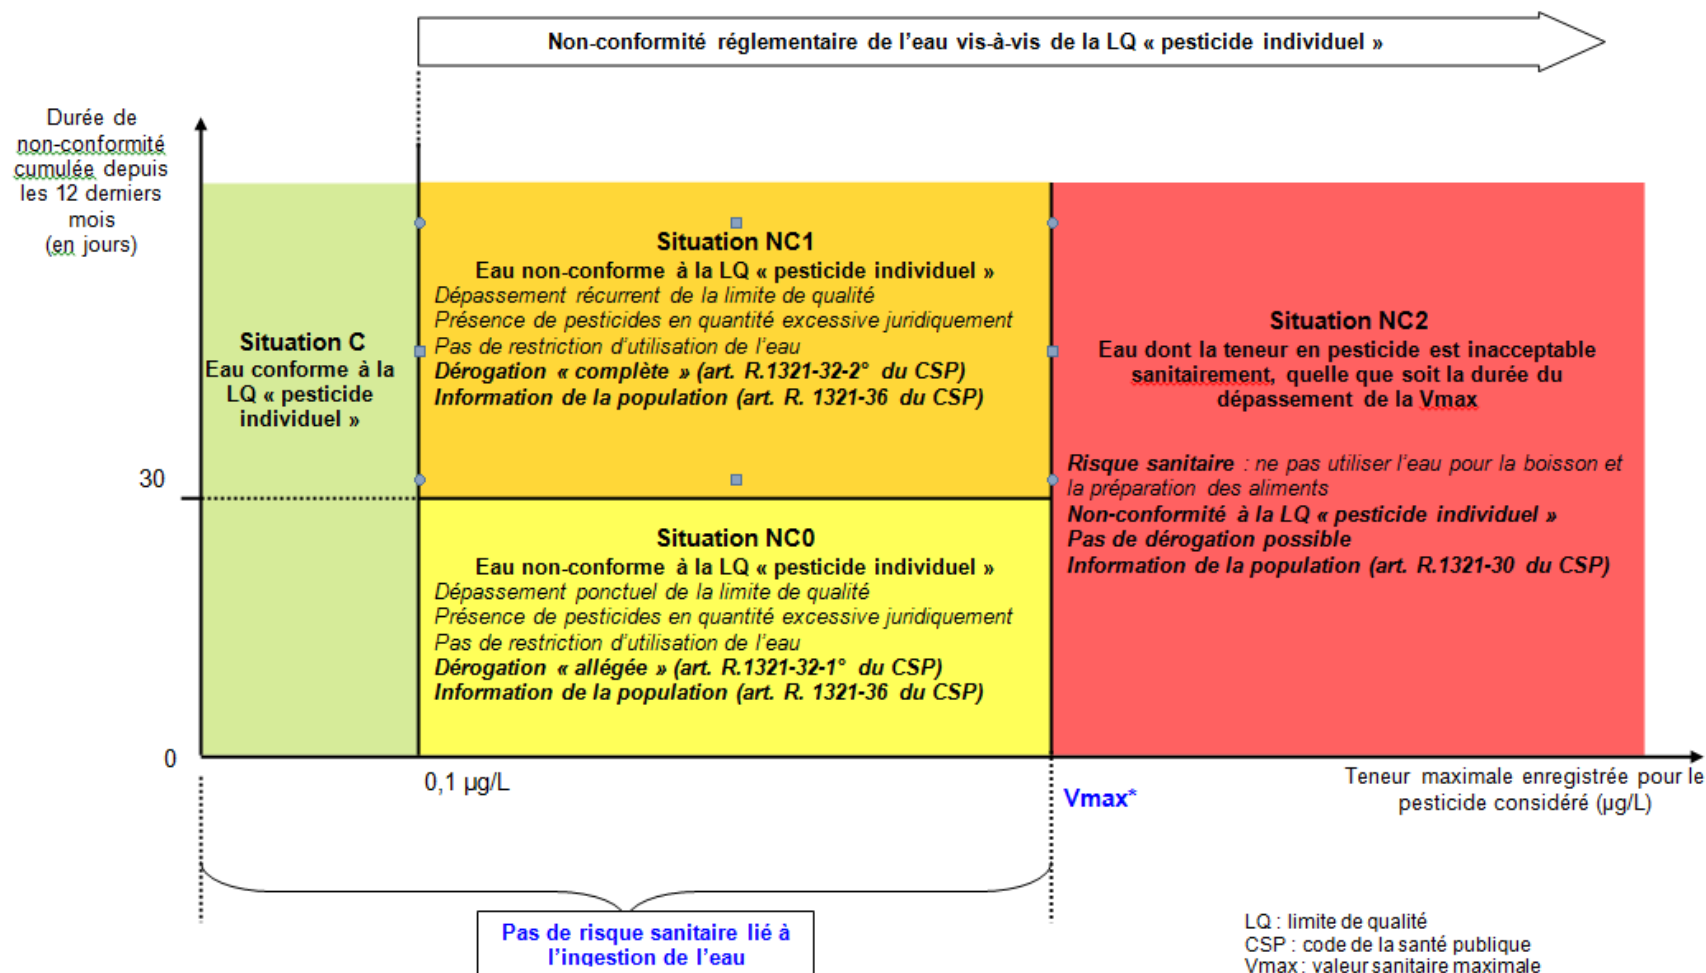 Non-conformité réglementaire de l'eau vis-à-vis de la LQ « pesticide individuel »
Durée de
non-conformité
cumulée depuis
les 12 derniers
mois
(en jours)
Situation C
Eau conforme à la
LQ « pesticide
individuel »
Situation NC1
Eau non-conforme à la LQ « pesticide individuel »
Dépassement récurrent de la limite de qualité
Présence de pesticides en quantité excessive juridiquement
Pas de restriction d'utilisation de l'eau
Dérogation « complète » (art. R.1321-32-2° du CSP)
Information de la population (art. R. 1321-36 du CSP)
Situation NC2
Eau dont la teneur en pesticide est inacceptable
sanitairement, quelle que soit la durée du
dépassement de la Vmax
Risque sanitaire : ne pas utiliser l'eau pour la boisson et
la préparation des aliments
Non-conformité à la LQ « pesticide individuel »
Pas de dérogation possible
Information de la population (art. R.1321-30 du CSP)
30
Situation NC0
Eau non-conforme à la LQ « pesticide individuel »
Dépassement ponctuel de la limite de qualité
Présence de pesticides en quantité excessive juridiquement
Pas de restriction d'utilisation de l'eau
Dérogation « allégée » (art. R.1321-32-1° du CSP)
Information de la population (art. R. 1321-36 du CSP)
0
0,1 µg/L
Vmax*
Teneur maximale enregistrée pour le
pesticide considéré (µg/L)
Pas de risque sanitaire lié à
l'ingestion de l'eau
LQ : limite de qualité
CSP : code de la santé publique
Vmax : valeur sanitaire maximale